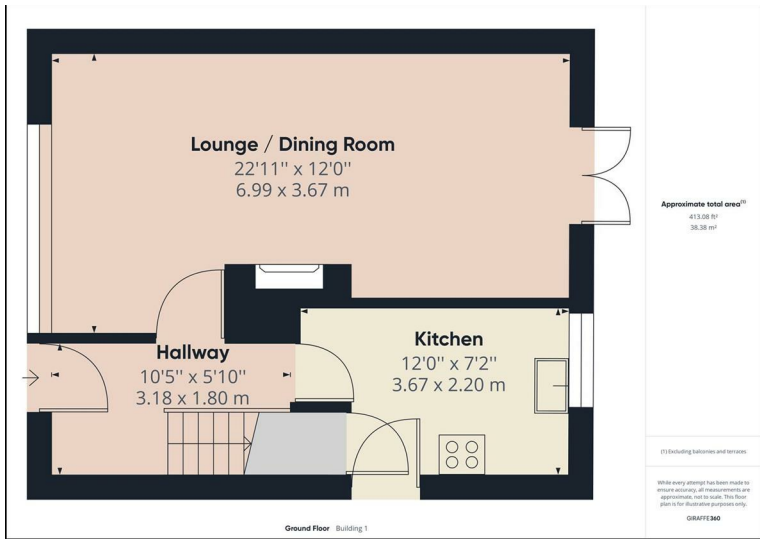 Lounge / Dining Room
22'11'' x 12'0''
6.99 x 3.67 m
Hallway
10'5'' x 5'10''
3.18 x 1.80 m
Kitchen
12'0'' x 7'2''
3.67 x 2.20 m
Ground Floor Building 1
Approximate total area(1)
413.08 ft²
38.38 m²
(1) Excluding balconies and terraces
While every attempt has been made to
ensure accuracy, all measurements are
approximate, not to scale. This floor
plan is for illustrative purposes only.
GIRAFFE360